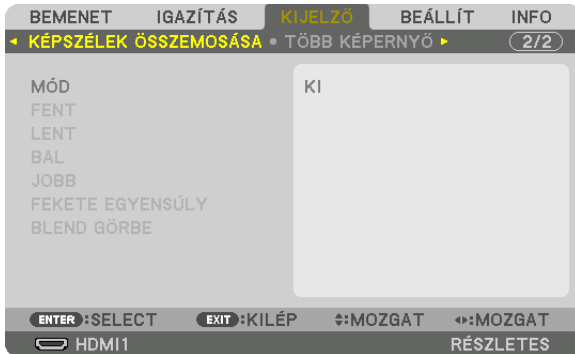 BEMENET IGAZÍTÁS KIJELZŐ BEÁLLÍT INFO
◂ KÉPSZÉLEK ÖSSZEMOSÁSA • TÖBB KÉPERNYŐ ▸ 2/2
MÓD KI
FENT
LENT
BAL
JOBB
FEKETE EGYENSÚLY
BLEND GÖRBE
ENTER :SELECT EXIT :KILÉP ♦:MOZGAT ◂▸:MOZGAT
HDMI1 RÉSZLETES